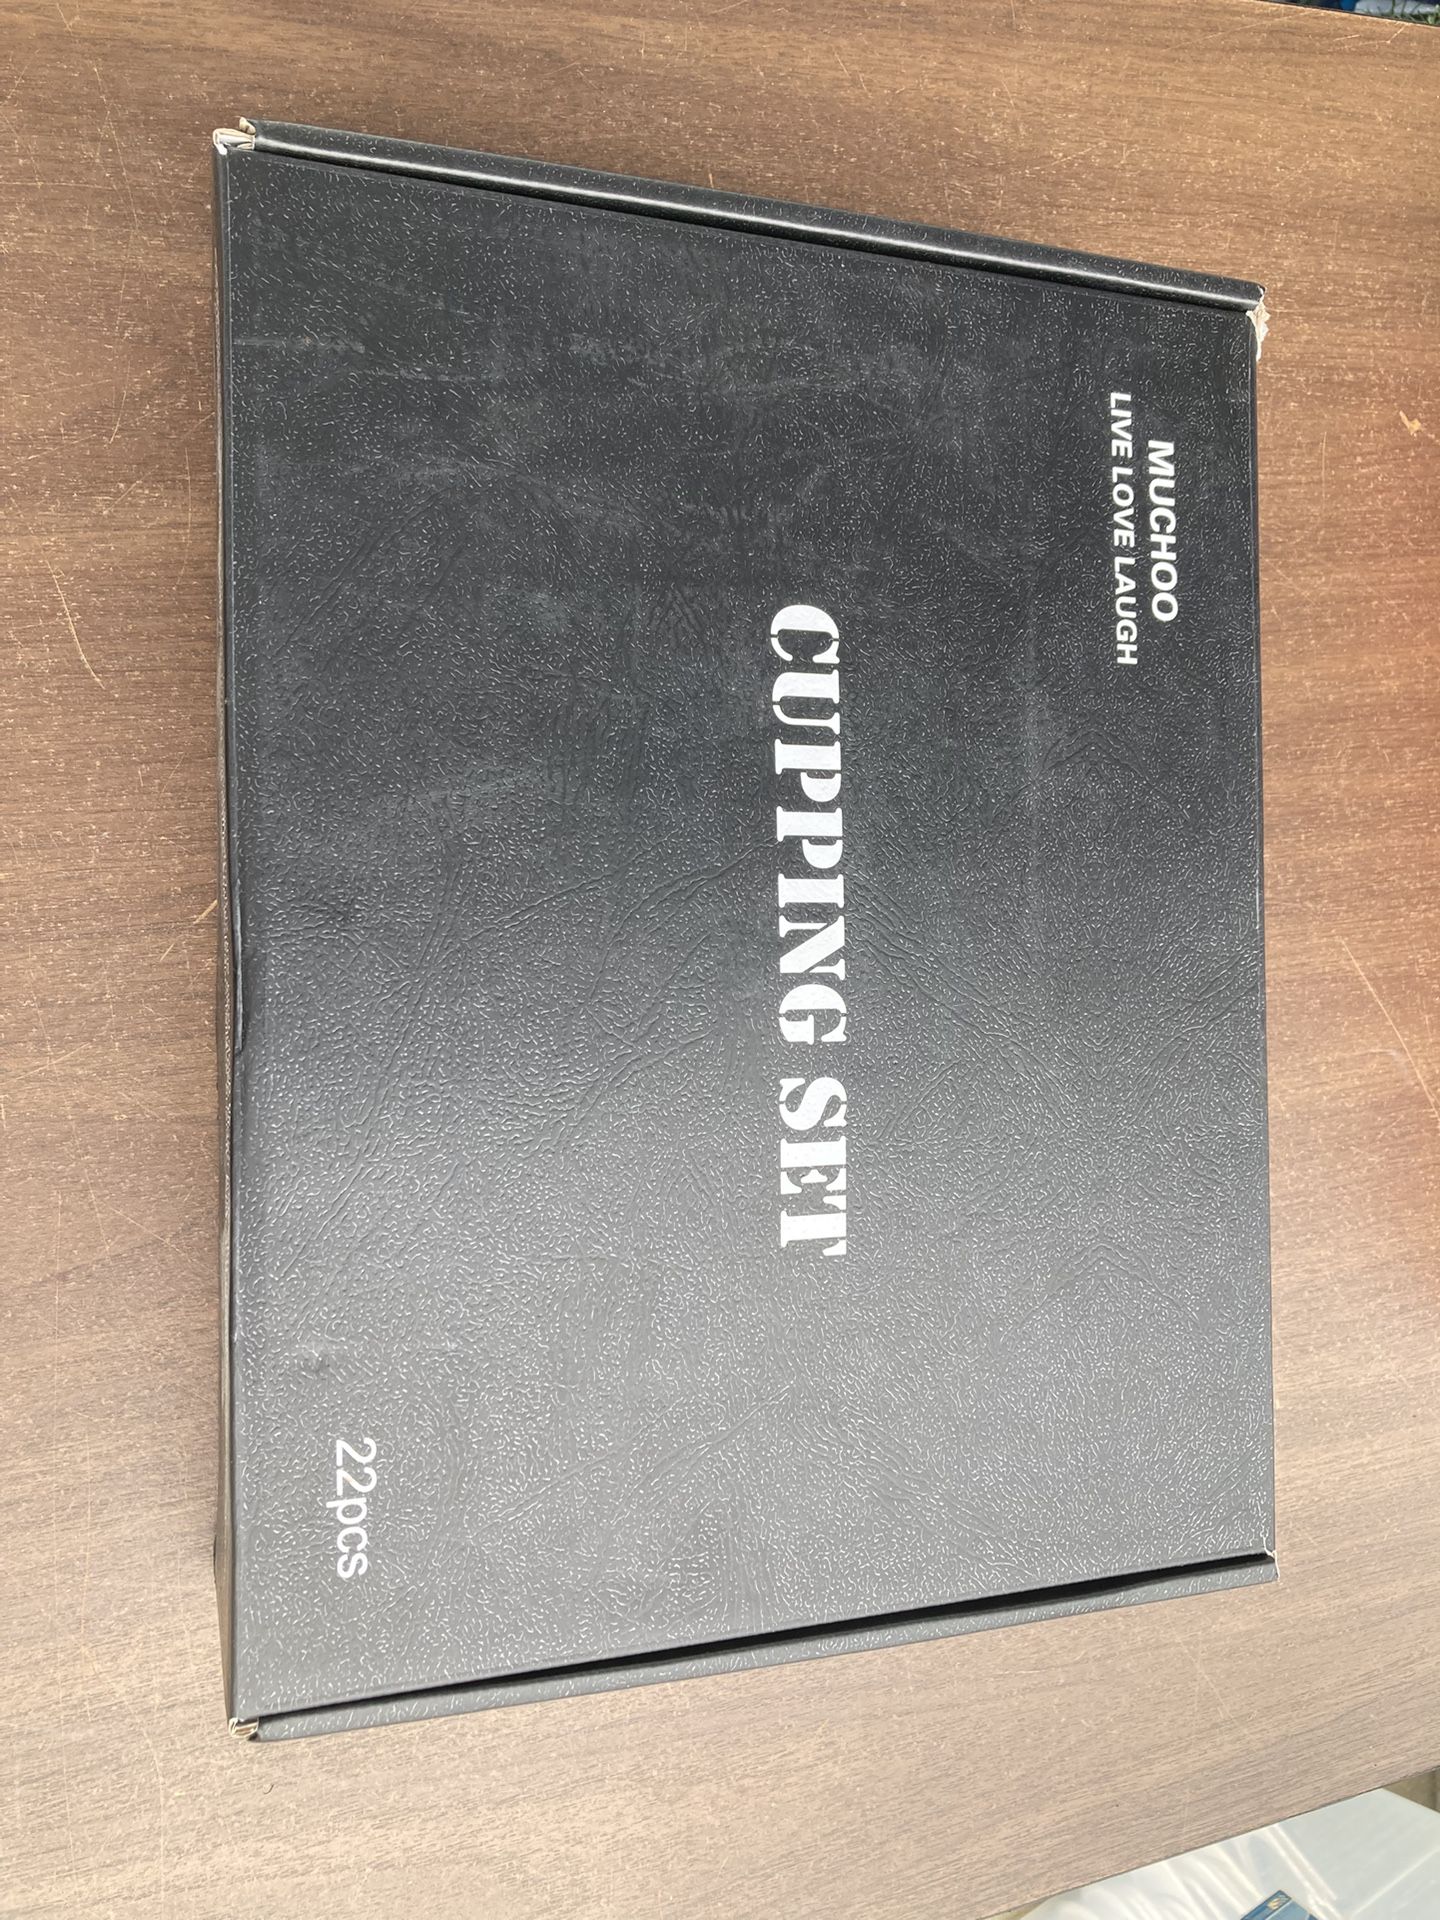 MUCHOO
LIVE LOVE LAUGH
CUPPING SET
22pcs